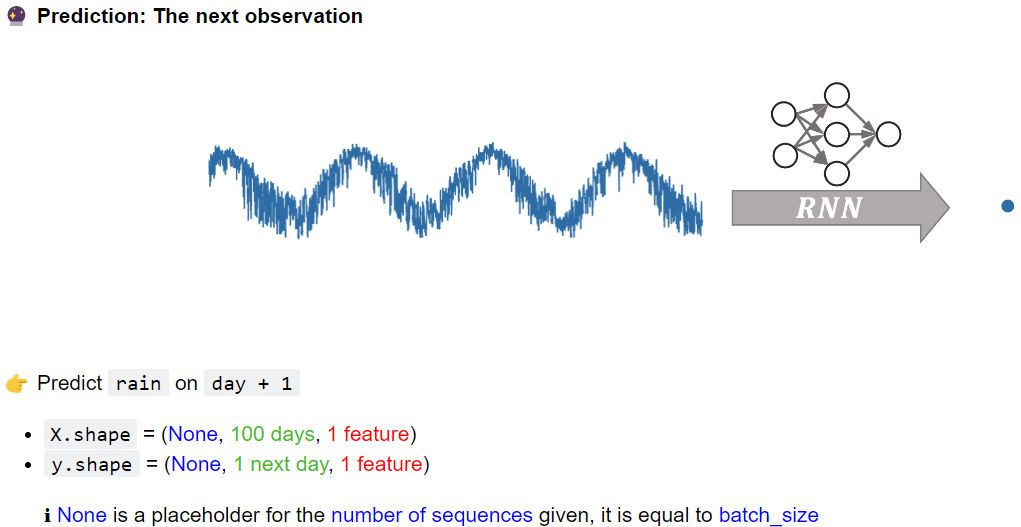 🔮 Prediction: The next observation
RNN
👉 Predict rain on day + 1
• X.shape = (None, 100 days, 1 feature)
• y.shape = (None, 1 next day, 1 feature)
ℹ None is a placeholder for the number of sequences given, it is equal to batch_size